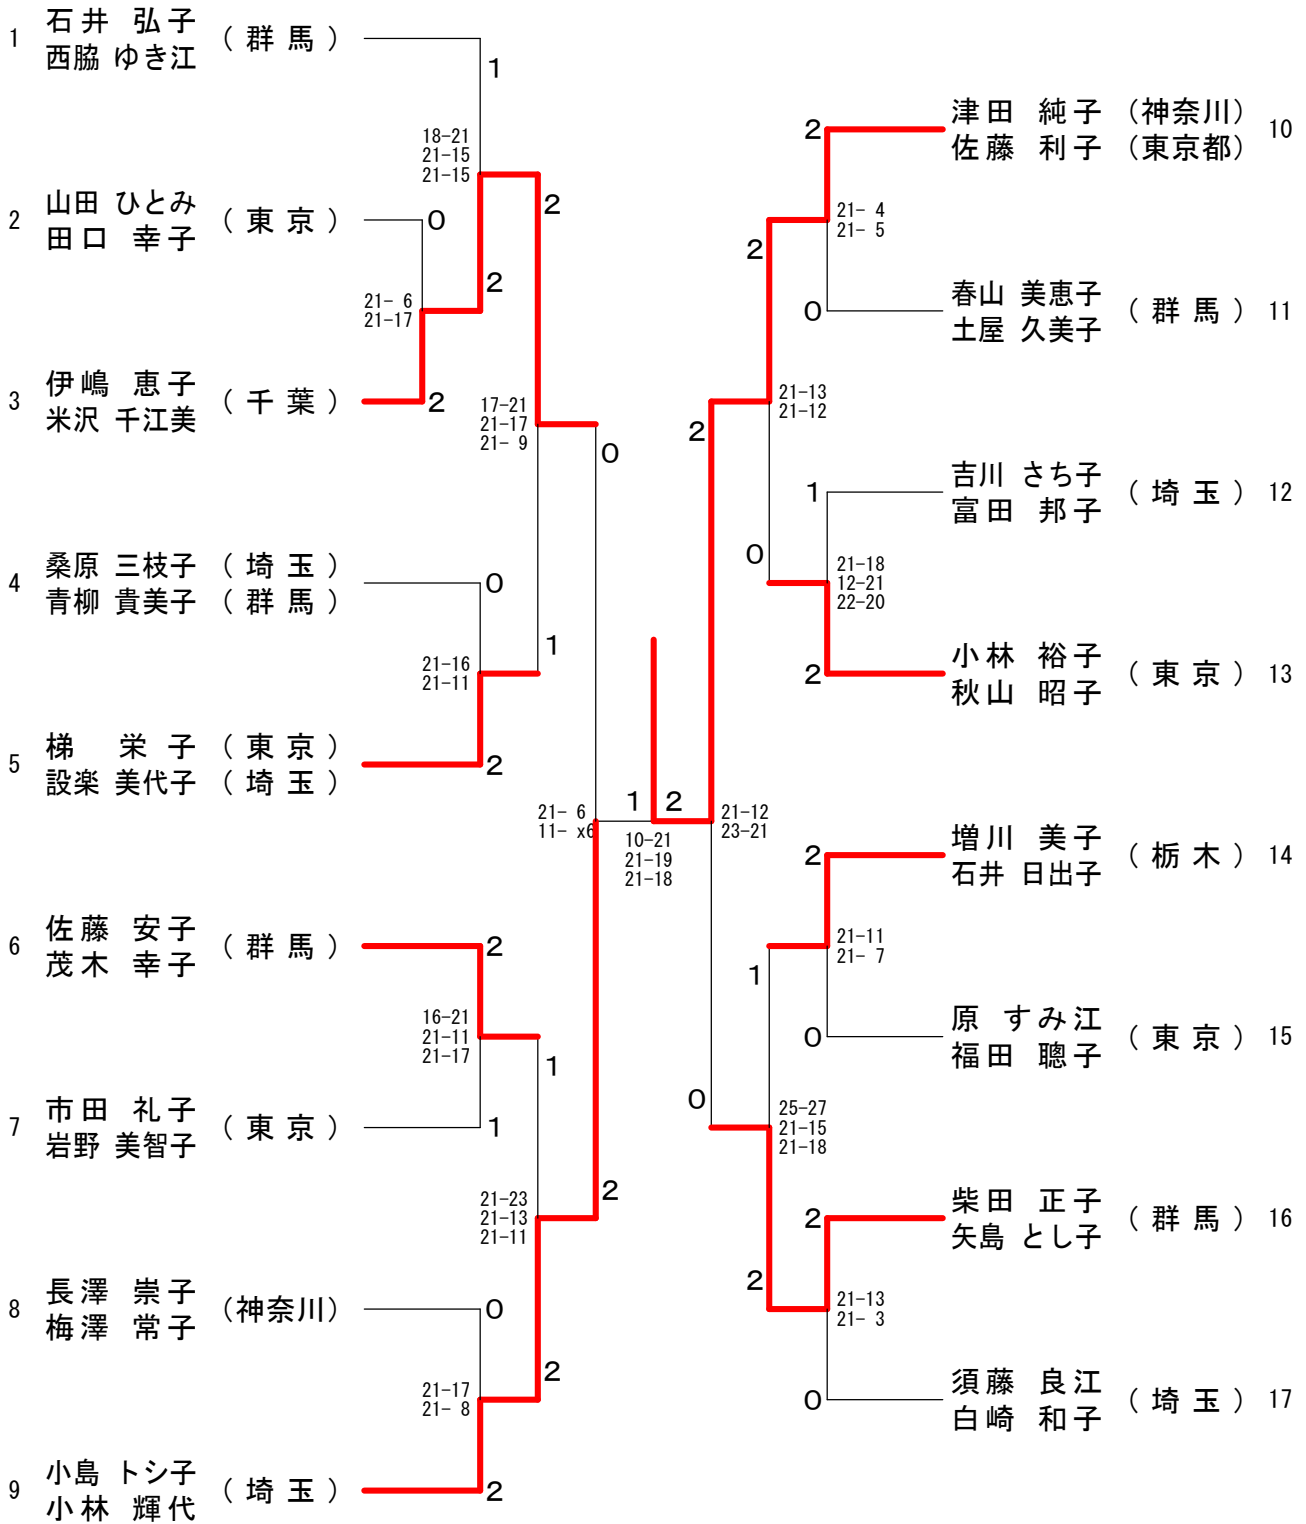 1 石井 弘子 (群馬)
西脇 ゆき江
1
18-21
21-15
21-15
2
2 山田 ひとみ (東京)
田口 幸子
0
2
21- 6
21-17
3 伊嶋 恵子 (千葉)
米沢 千江美
2
17-21
21-17
21- 9
0
4 桑原 三枝子 (埼玉)
青柳 貴美子 (群馬)
0
1
21-16
21-11
5 梯 栄子 (東京)
設楽 美代子 (埼玉)
2
21- 6
11- x6
1 2
10-21
21-19
21-18
6 佐藤 安子 (群馬)
茂木 幸子
2
16-21
21-11
21-17
1
7 市田 礼子 (東京)
岩野 美智子
1
21-23
21-13
21-11
2
8 長澤 崇子 (神奈川)
梅澤 常子
0
2
21-17
21- 8
9 小島 トシ子 (埼玉)
小林 輝代
2
2 津田 純子 (神奈川) 10
佐藤 利子 (東京都)
21- 4
21- 5
2
0 春山 美恵子 (群馬) 11
土屋 久美子
21-13
21-12
2
1 吉川 さち子 (埼玉) 12
富田 邦子
0
21-18
12-21
22-20
2 小林 裕子 (東京) 13
秋山 昭子
21-12
23-21
2 増川 美子 (栃木) 14
石井 日出子
21-11
21- 7
1
0 原 すみ江 (東京) 15
福田 聰子
0
25-27
21-15
21-18
2 柴田 正子 (群馬) 16
矢島 とし子
2
21-13
21- 3
0 須藤 良江 (埼玉) 17
白崎 和子